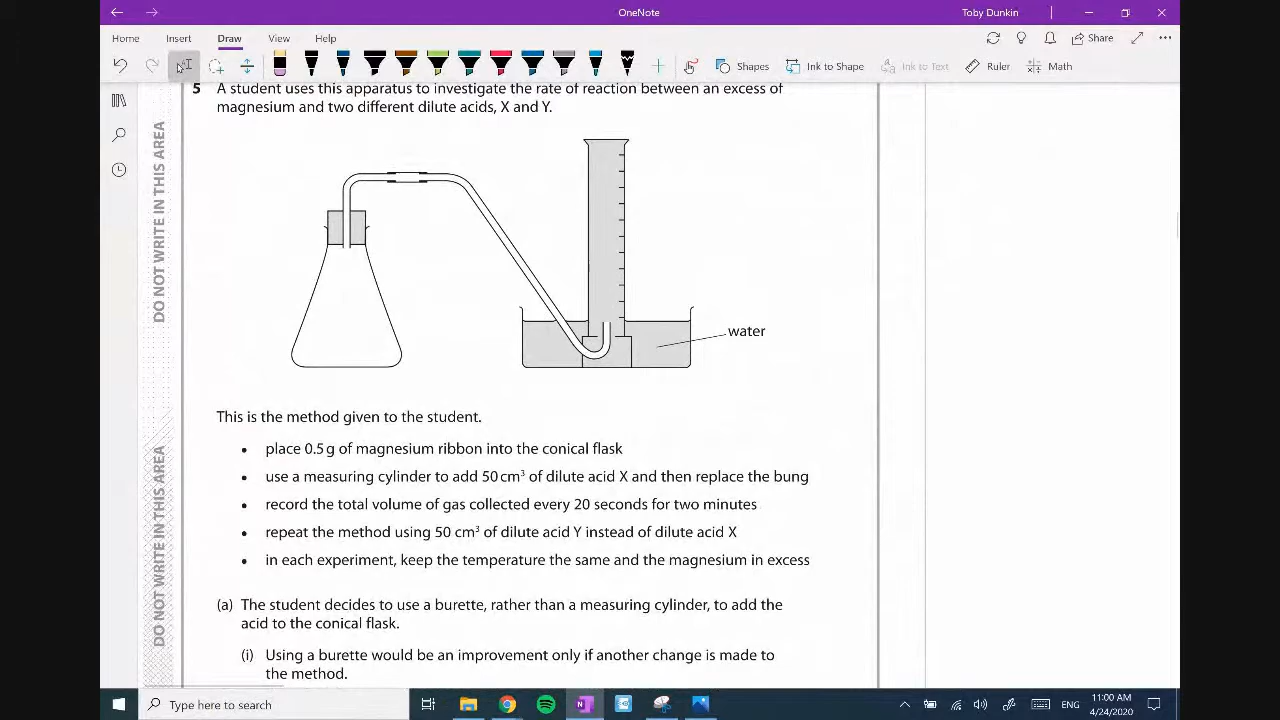 OneNote
Toby Dunkin
Home
Insert
Draw
View
Help
Share
Shapes
Ink to Shape
Ink to Text
Ruler
Math
5 A student uses this apparatus to investigate the rate of reaction between an excess of
magnesium and two different dilute acids, X and Y.
DO NOT WRITE IN THIS AREA
water
This is the method given to the student.
• place 0.5 g of magnesium ribbon into the conical flask
• use a measuring cylinder to add 50 cm³ of dilute acid X and then replace the bung
• record the total volume of gas collected every 20 seconds for two minutes
• repeat the method using 50 cm³ of dilute acid Y instead of dilute acid X
• in each experiment, keep the temperature the same and the magnesium in excess
DO NOT WRITE IN THIS AREA
(a) The student decides to use a burette, rather than a measuring cylinder, to add the
acid to the conical flask.
(i) Using a burette would be an improvement only if another change is made to
the method.
Type here to search
ENG
11:00 AM
4/24/2020